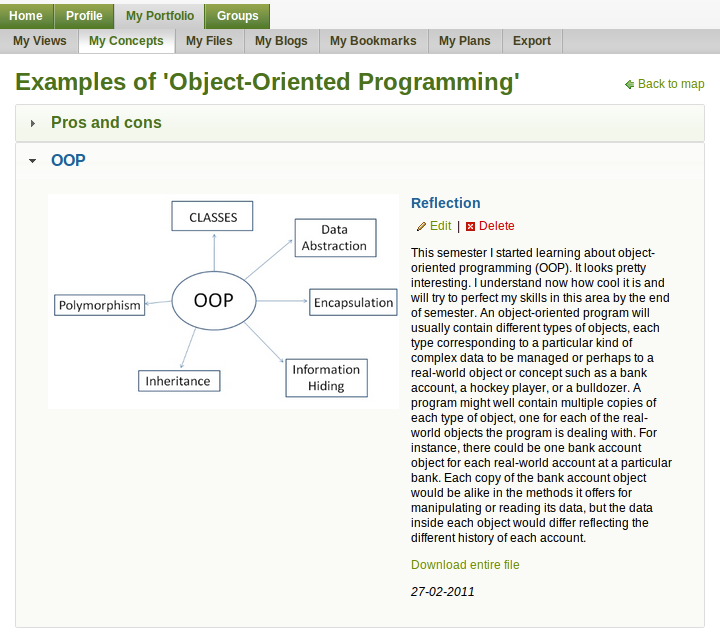 Home Profile My Portfolio Groups
My Views My Concepts My Files My Blogs My Bookmarks My Plans Export
Examples of 'Object-Oriented Programming'
Back to map
Pros and cons
OOP
CLASSES
Data
Abstraction
OOP
Polymorphism
Encapsulation
Inheritance
Information
Hiding
Reflection
Edit | Delete
This semester I started learning about object-
oriented programming (OOP). It looks pretty
interesting. I understand now how cool it is and
will try to perfect my skills in this area by the end
of semester. An object-oriented program will
usually contain different types of objects, each
type corresponding to a particular kind of
complex data to be managed or perhaps to a
real-world object or concept such as a bank
account, a hockey player, or a bulldozer. A
program might well contain multiple copies of
each type of object, one for each of the real-
world objects the program is dealing with. For
instance, there could be one bank account
object for each real-world account at a particular
bank. Each copy of the bank account object
would be alike in the methods it offers for
manipulating or reading its data, but the data
inside each object would differ reflecting the
different history of each account.
Download entire file
27-02-2011